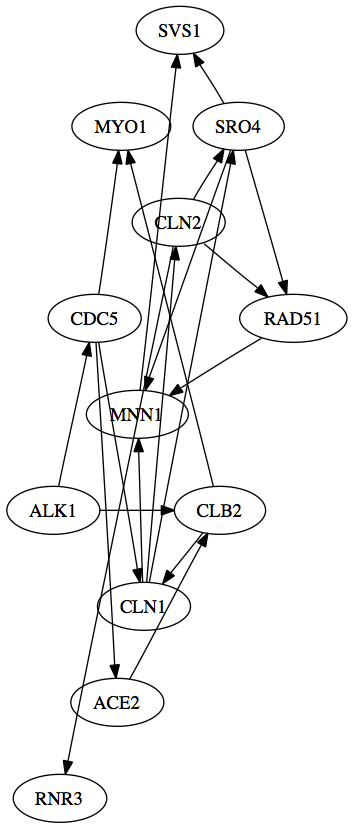 SVS1
MYO1
SRO4
CLN2
CDC5
RAD51
MNN1
ALK1
CLB2
CLN1
ACE2
RNR3